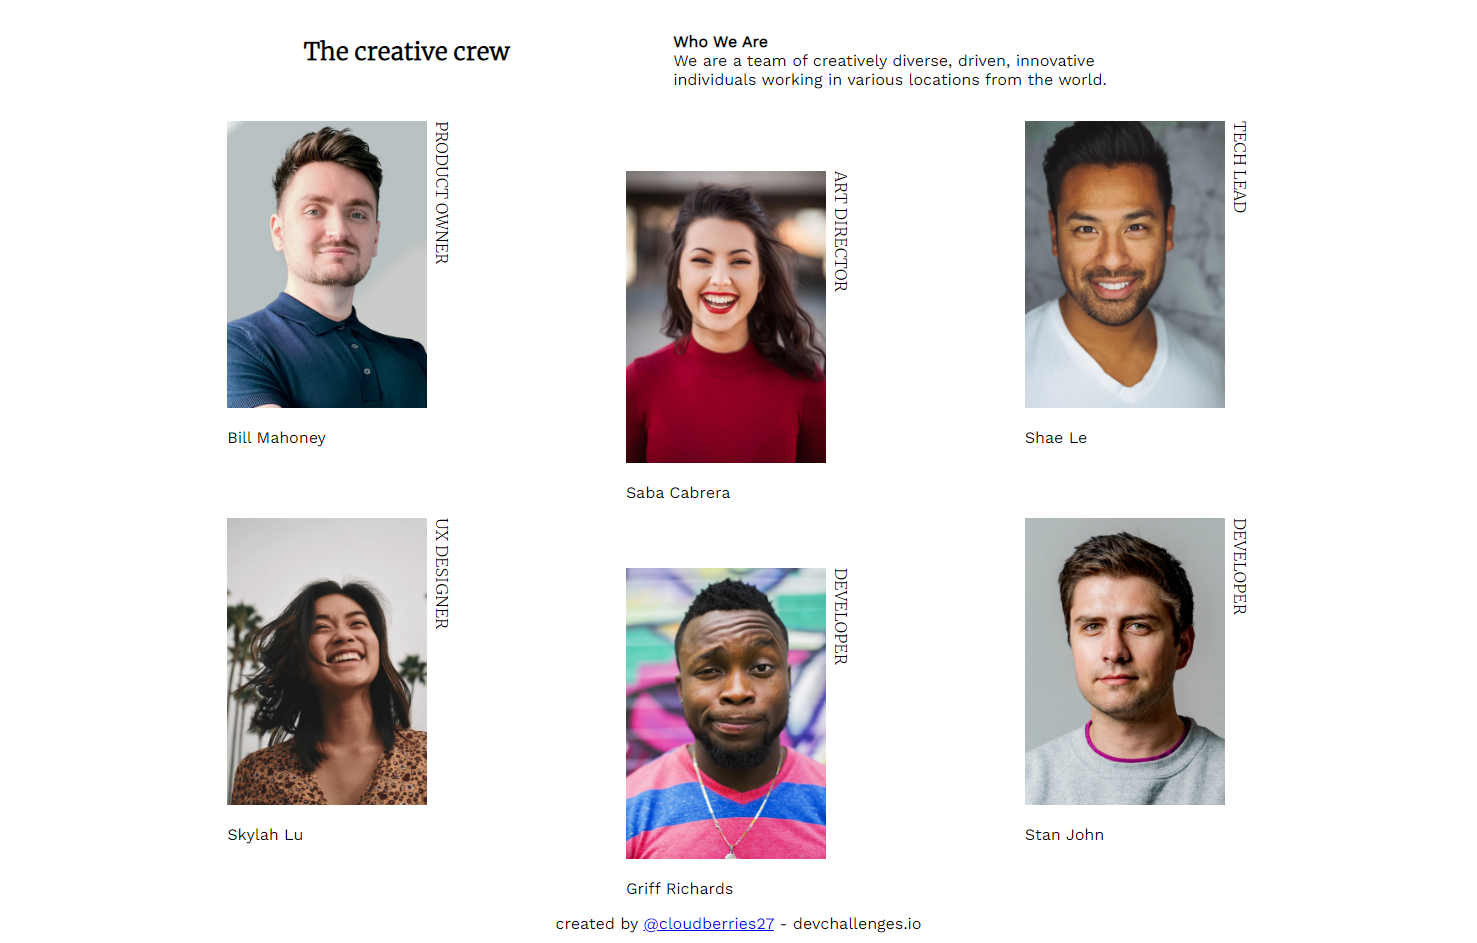 The creative crew
Who We Are
We are a team of creatively diverse, driven, innovative
individuals working in various locations from the world.
PRODUCT OWNER
Bill Mahoney
ART DIRECTOR
Saba Cabrera
TECH LEAD
Shae Le
UX DESIGNER
Skylah Lu
DEVELOPER
Griff Richards
DEVELOPER
Stan John
created by @cloudberries27 - devchallenges.io